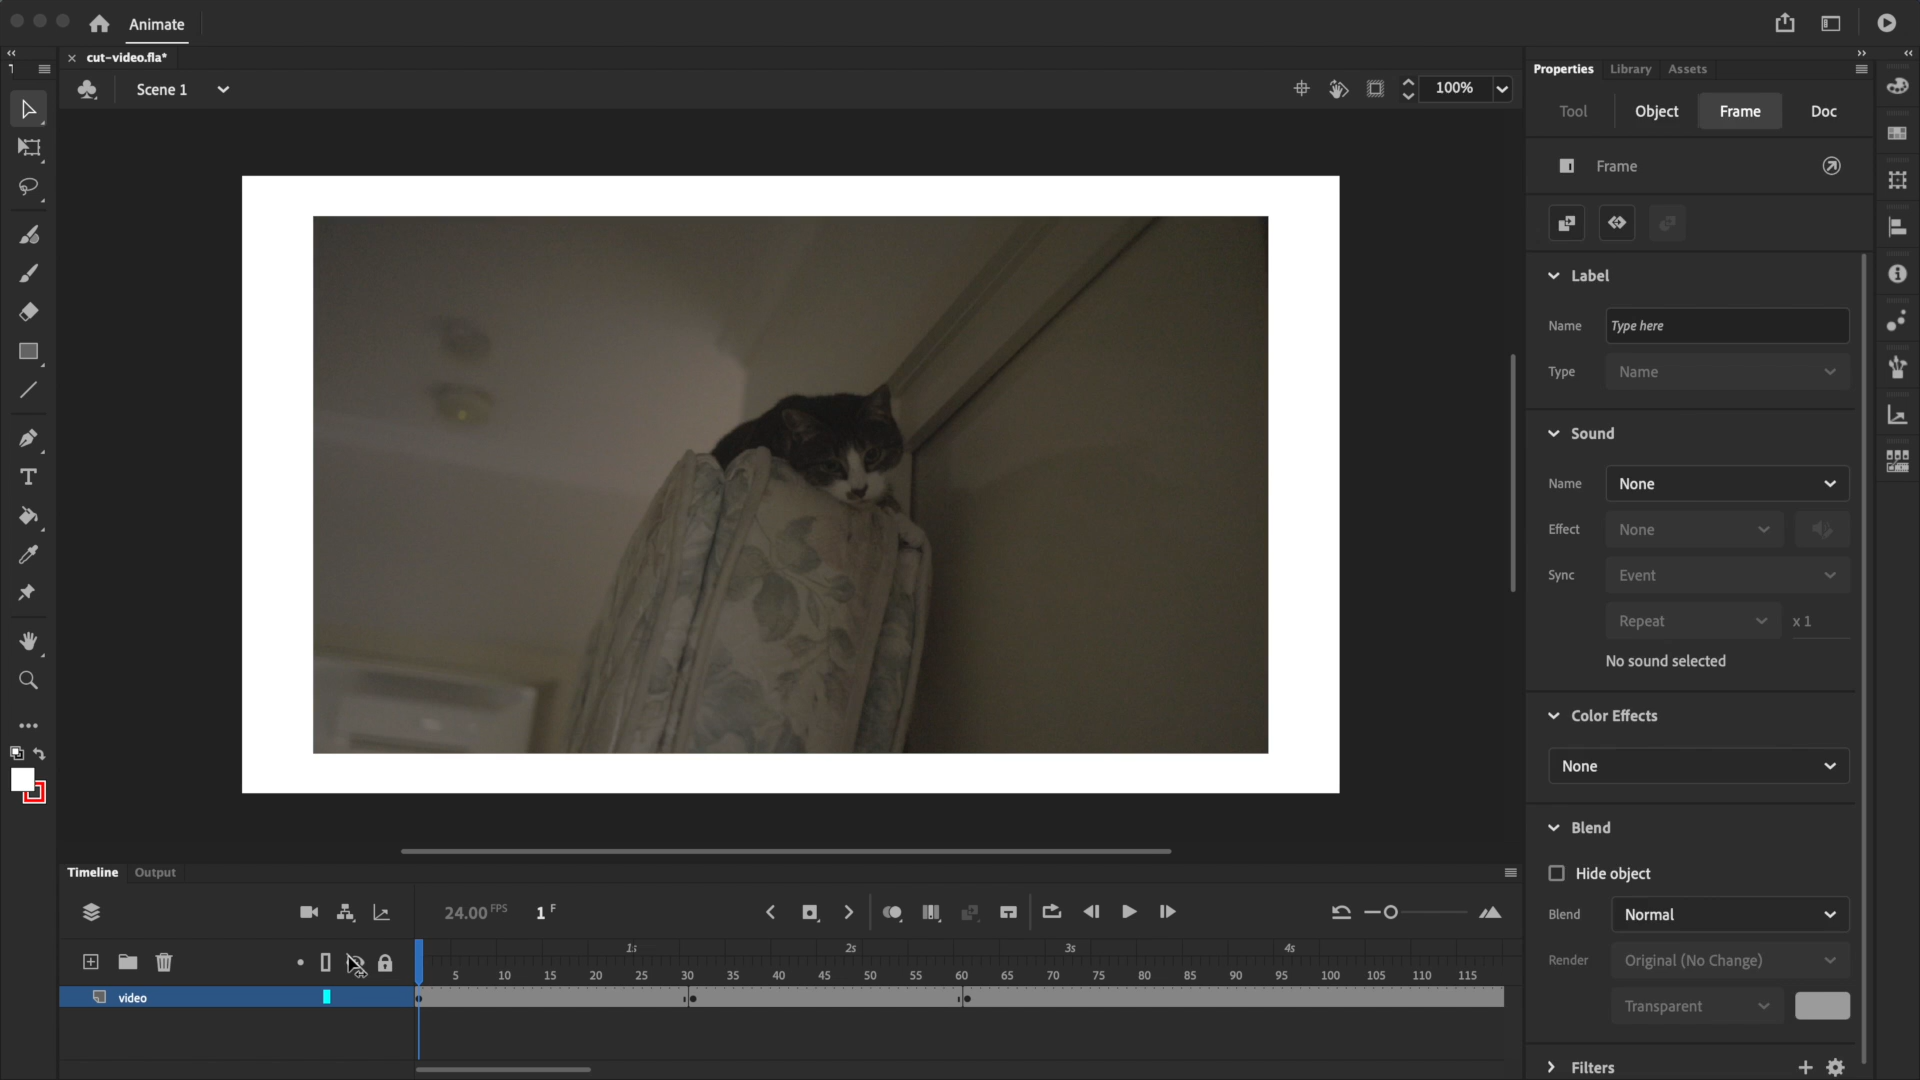 Animate
cut-video.fla*
Scene 1
100%
Properties Library Assets
Tool Object Frame Doc
Frame
Label
Name Type here
Type Name
Sound
Name None
Effect None
Sync Event
Repeat x 1
No sound selected
Color Effects
None
Blend
Hide object
Blend Normal
Render Original (No Change)
Transparent
Filters
Timeline Output
24.00 FPS 1 F
1s 2s 3s 4s
5 10 15 20 25 30 35 40 45 50 55 60 65 70 75 80 85 90 95 100 105 110 115
video